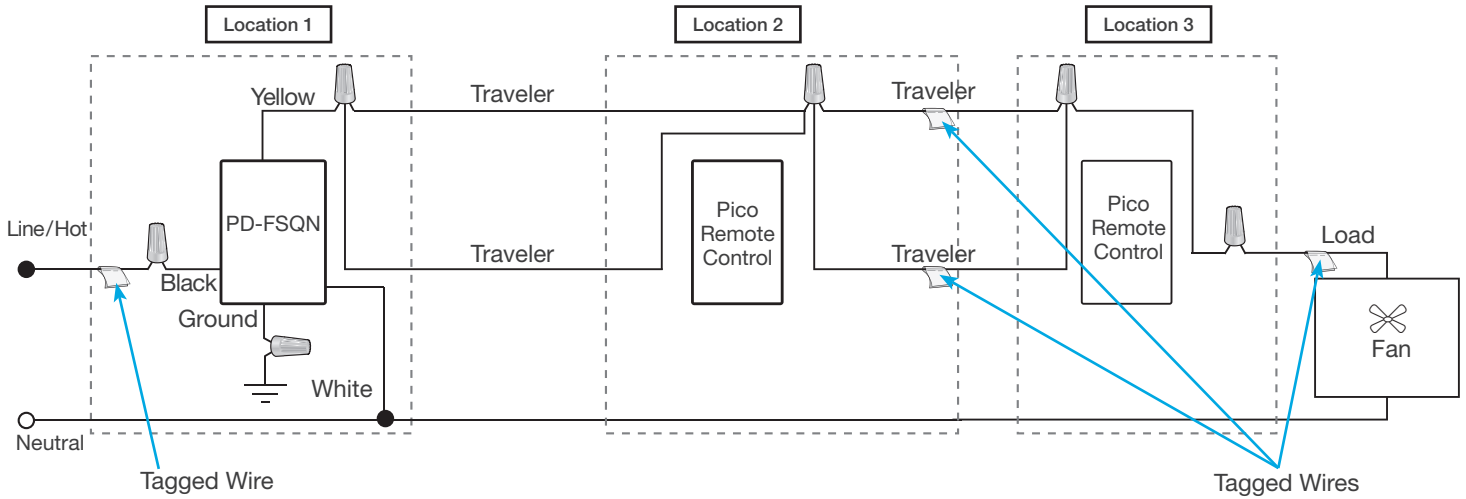 Location 1
Location 2
Location 3
Yellow
Traveler
Traveler
PD-FSQN
Pico
Remote
Control
Pico
Remote
Control
Line/Hot
Black
Traveler
Traveler
Load
Ground
Fan
White
Neutral
Tagged Wire
Tagged Wires